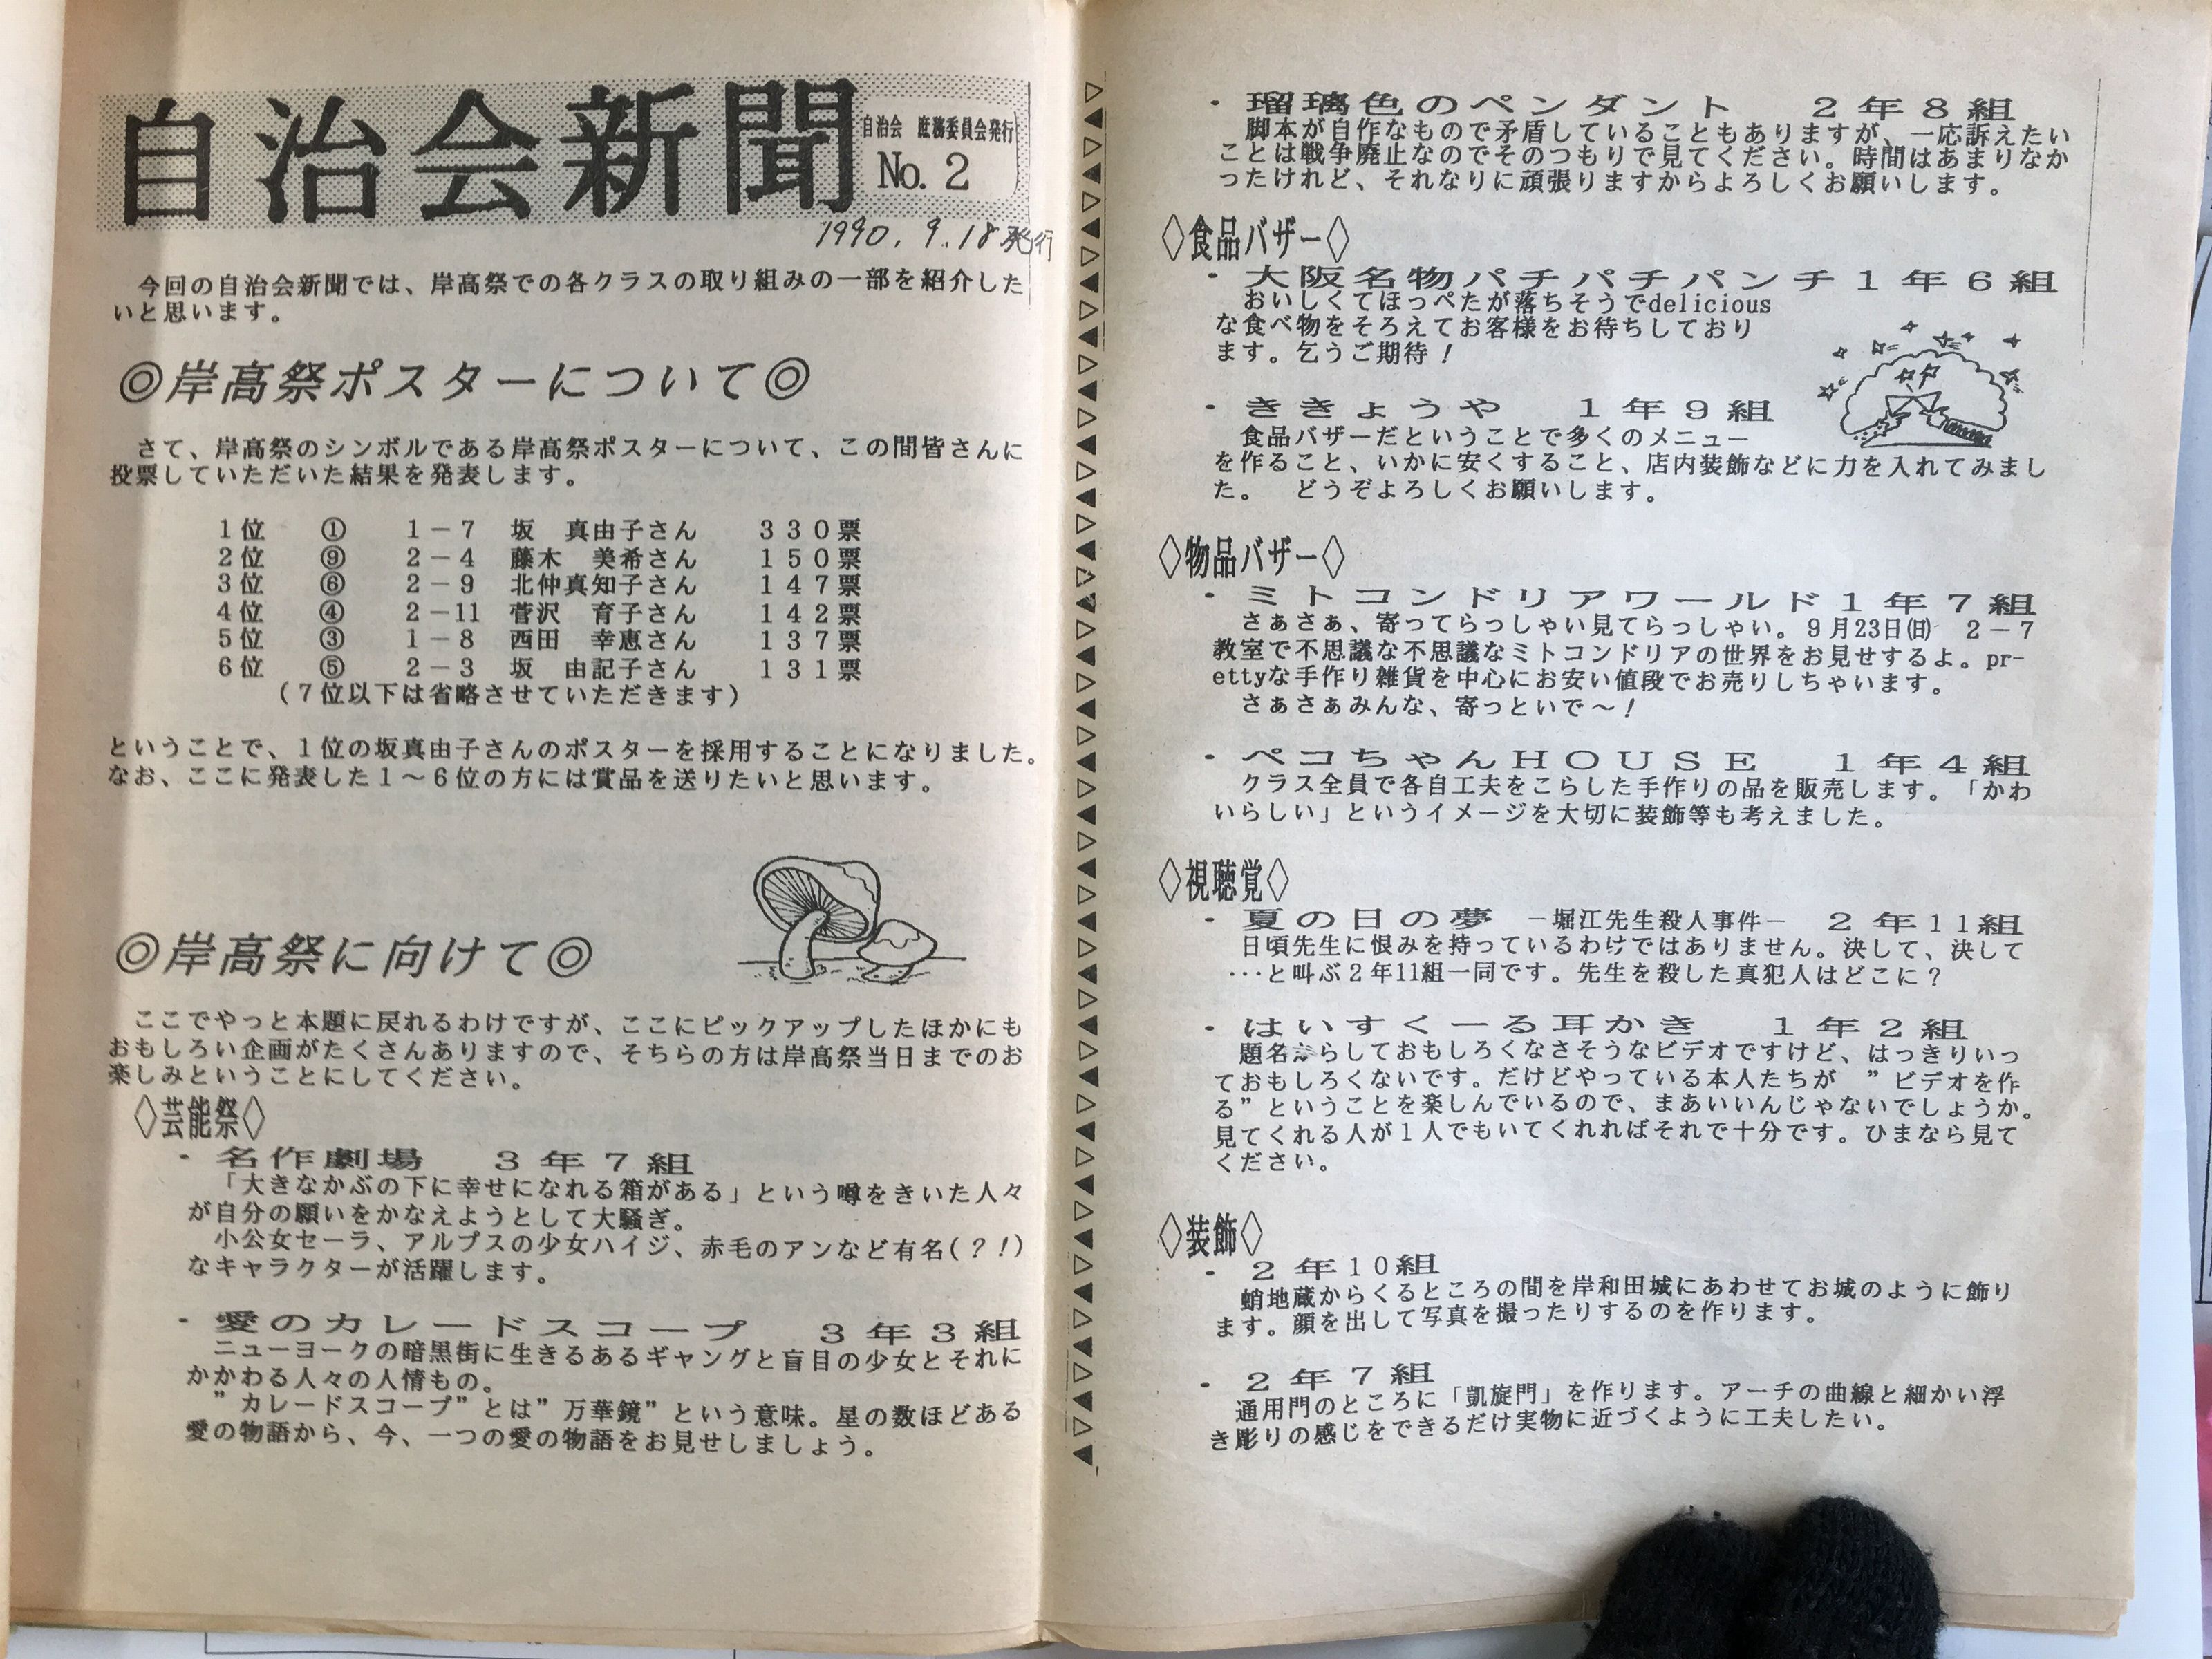 自治会新聞
自治会 庶務委員会発行
No. 2
1990. 9. 18 発行
今回の自治会新聞では、岸高祭での各クラスの取り組みの一部を紹介した
いと思います。
◎岸高祭ポスターについて◎
さて、岸高祭のシンボルである岸高祭ポスターについて、この間皆さんに
投票していただいた結果を発表します。
1位 ① 1－7 坂 真由子さん 330票
2位 ⑨ 2－4 藤木 美希さん 150票
3位 ⑥ 2－9 北仲真知子さん 147票
4位 ④ 2－11 菅沢 育子さん 142票
5位 ③ 1－8 西田 幸恵さん 137票
6位 ⑤ 2－3 坂 由記子さん 131票
（7位以下は省略させていただきます）
ということで、1位の坂真由子さんのポスターを採用することになりました。
なお、ここに発表した1～6位の方には賞品を送りたいと思います。
◎岸高祭に向けて◎
ここでやっと本題に戻れるわけですが、ここにピックアップしたほかにも
おもしろい企画がたくさんありますので、そちらの方は岸高祭当日までのお
楽しみということにしてください。
◇芸能祭◇
・名作劇場 3年7組
「大きなかぶの下に幸せになれる箱がある」という噂をきいた人々
が自分の願いをかなえようとして大騒ぎ。
小公女セーラ、アルプスの少女ハイジ、赤毛のアンなど有名(？！)
なキャラクターが活躍します。
・愛のカレードスコープ 3年3組
ニューヨークの暗黒街に生きるあるギャングと盲目の少女とそれに
かかわる人々の人情もの。
”カレードスコープ”とは”万華鏡”という意味。星の数ほどある
愛の物語から、今、一つの愛の物語をお見せしましょう。
・瑠璃色のペンダント 2年8組
脚本が自作なもので矛盾していることもありますが、一応訴えたい
ことは戦争廃止なのでそのつもりで見てください。時間はあまりなか
ったけれど、それなりに頑張りますからよろしくお願いします。
◇食品バザー◇
・大阪名物パチパチパンチ1年6組
おいしくてほっぺたが落ちそうでdelicious
な食べ物をそろえてお客様をお待ちしており
ます。乞うご期待！
・ききょうや 1年9組
食品バザーだということで多くのメニュー
を作ること、いかに安くすること、店内装飾などに力を入れてみまし
た。 どうぞよろしくお願いします。
◇物品バザー◇
・ミトコンドリアワールド1年7組
さぁさぁ、寄ってらっしゃい見てらっしゃい。9月23日㈰ 2－7
教室で不思議な不思議なミトコンドリアの世界をお見せするよ。pr-
ettyな手作り雑貨を中心にお安い値段でお売りしちゃいます。
さぁさぁみんな、寄っといで～！
・ペコちゃんHOUSE 1年4組
クラス全員で各自工夫をこらした手作りの品を販売します。「かわ
いらしい」というイメージを大切に装飾等も考えました。
◇視聴覚◇
・夏の日の夢 －堀江先生殺人事件－ 2年11組
日頃先生に恨みを持っているわけではありません。決して、決して
…と叫ぶ2年11組一同です。先生を殺した真犯人はどこに？
・はいすくーる耳かき 1年2組
題名からしておもしろくなさそうなビデオですけど、はっきりいっ
ておもしろくないです。だけどやっている本人たちが ”ビデオを作
る”ということを楽しんでいるので、まあいいんじゃないでしょうか。
見てくれる人が1人でもいてくれればそれで十分です。ひまなら見て
ください。
◇装飾◇
・2年10組
蛸地蔵からくるところの間を岸和田城にあわせてお城のように飾り
ます。顔を出して写真を撮ったりするのを作ります。
・2年7組
通用門のところに「凱旋門」を作ります。アーチの曲線と細かい浮
き彫りの感じをできるだけ実物に近づくように工夫したい。